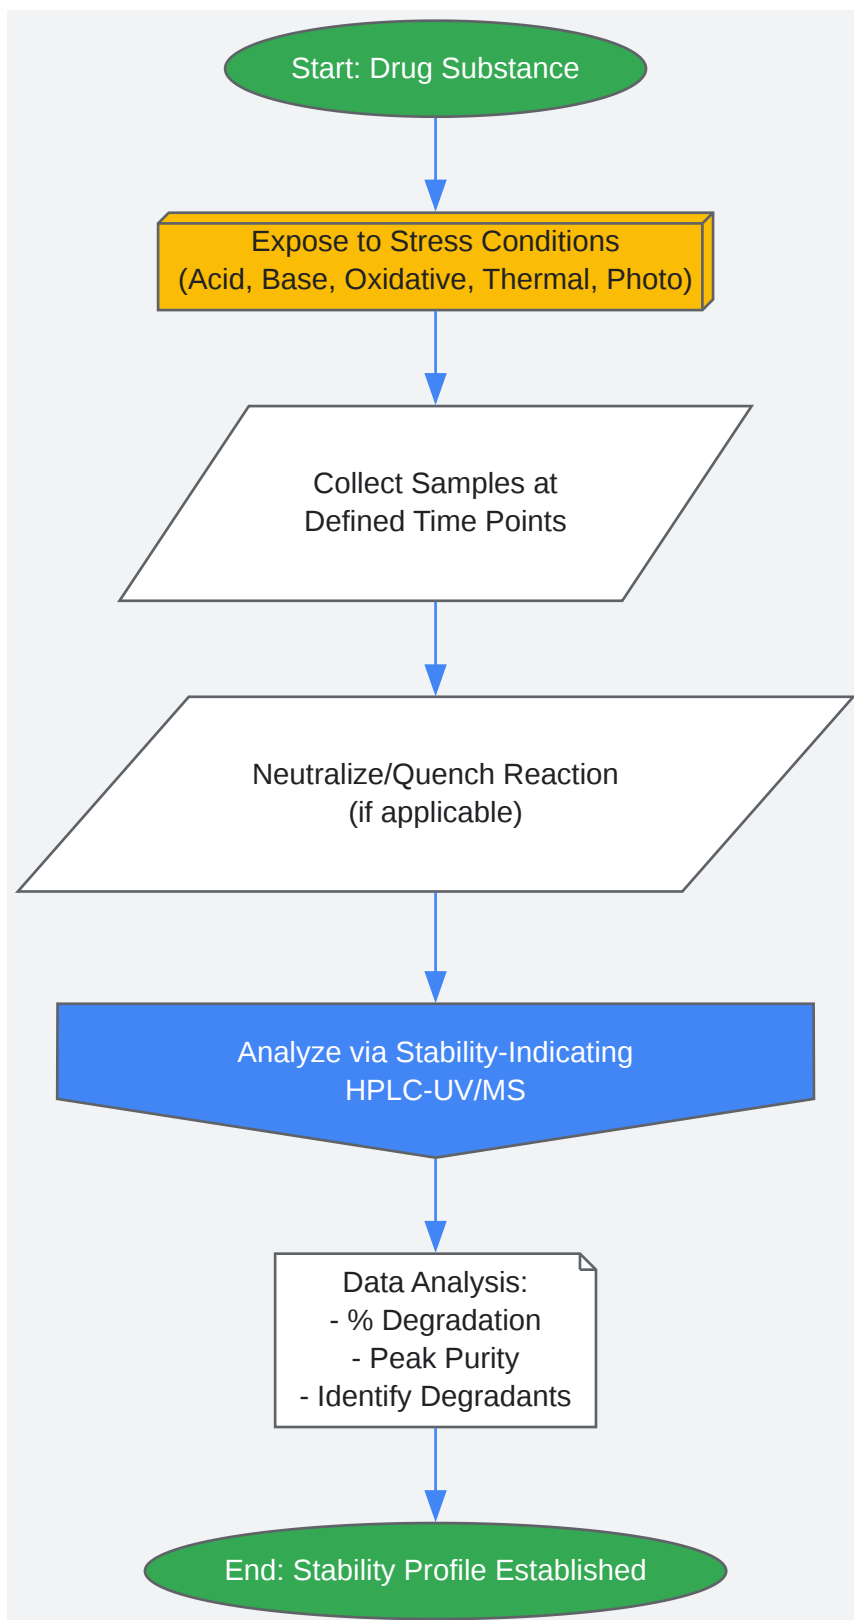 Start: Drug Substance
Expose to Stress Conditions
(Acid, Base, Oxidative, Thermal, Photo)
Collect Samples at
Defined Time Points
Neutralize/Quench Reaction
(if applicable)
Analyze via Stability-Indicating
HPLC-UV/MS
Data Analysis:
- % Degradation
- Peak Purity
- Identify Degradants
End: Stability Profile Established